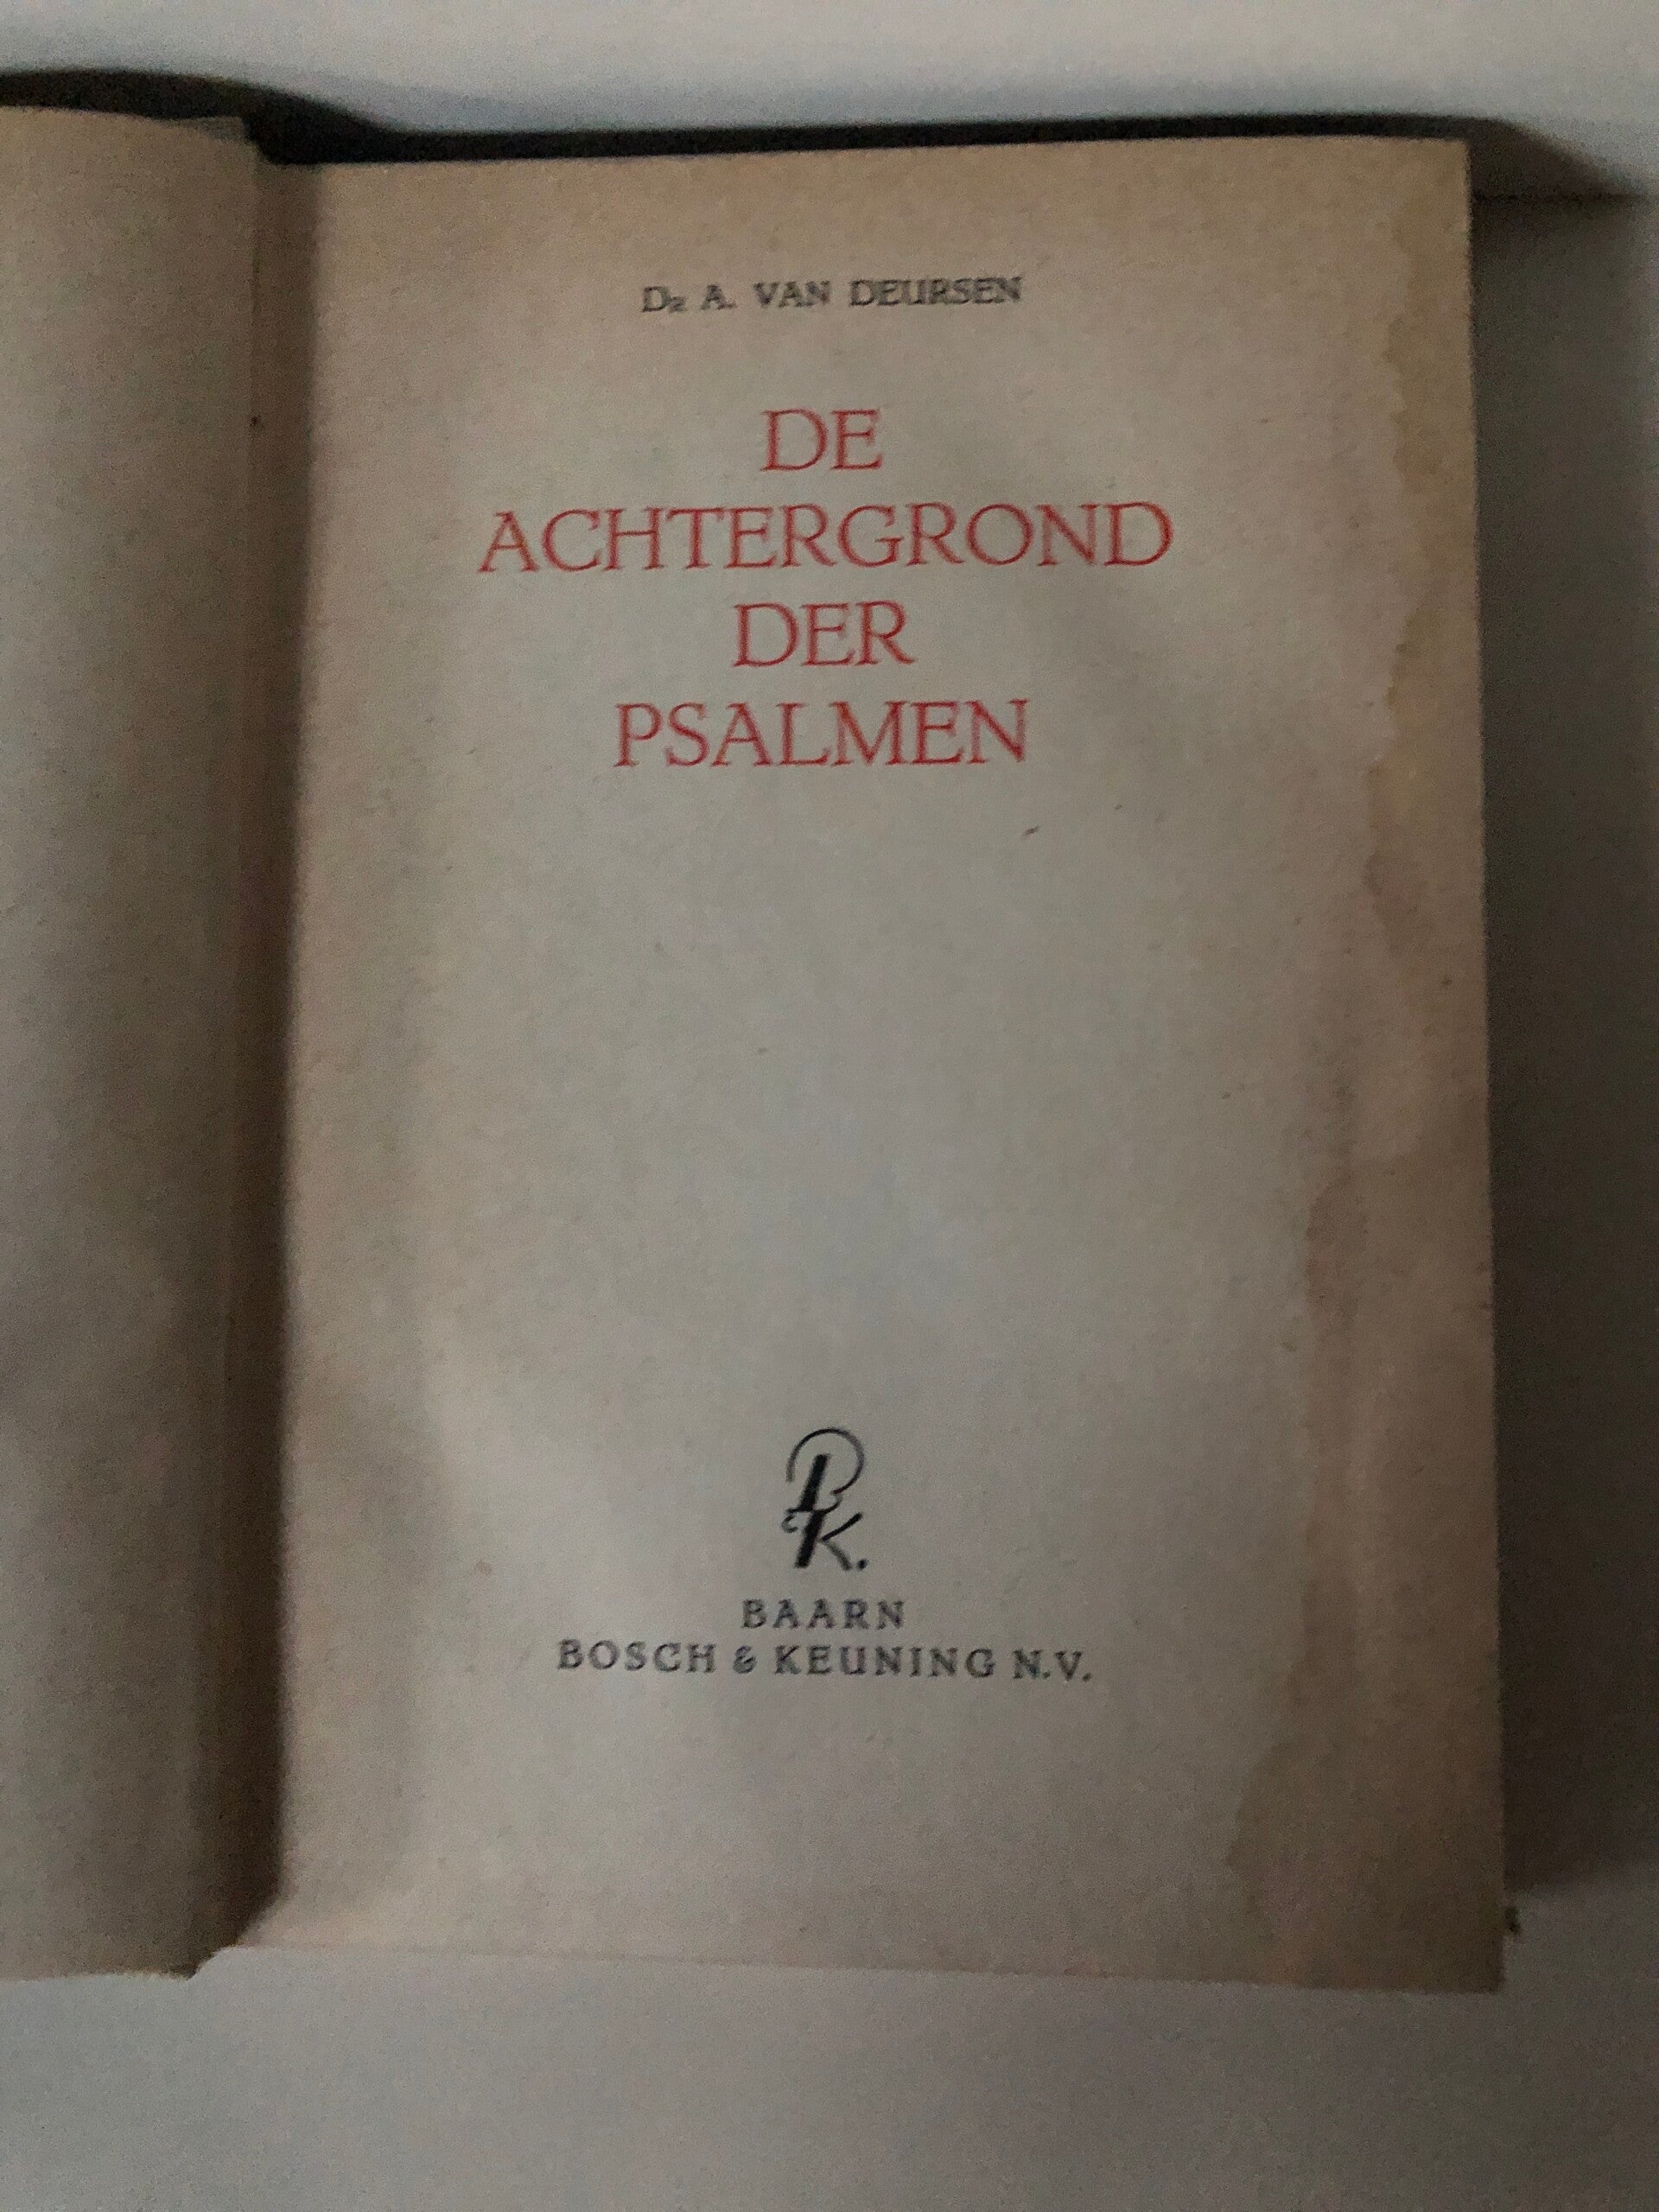 DR A. VAN DEURSEN
DE
ACHTERGROND
DER
PSALMEN
B
K.
BAARN
BOSCH & KEUNING N.V.